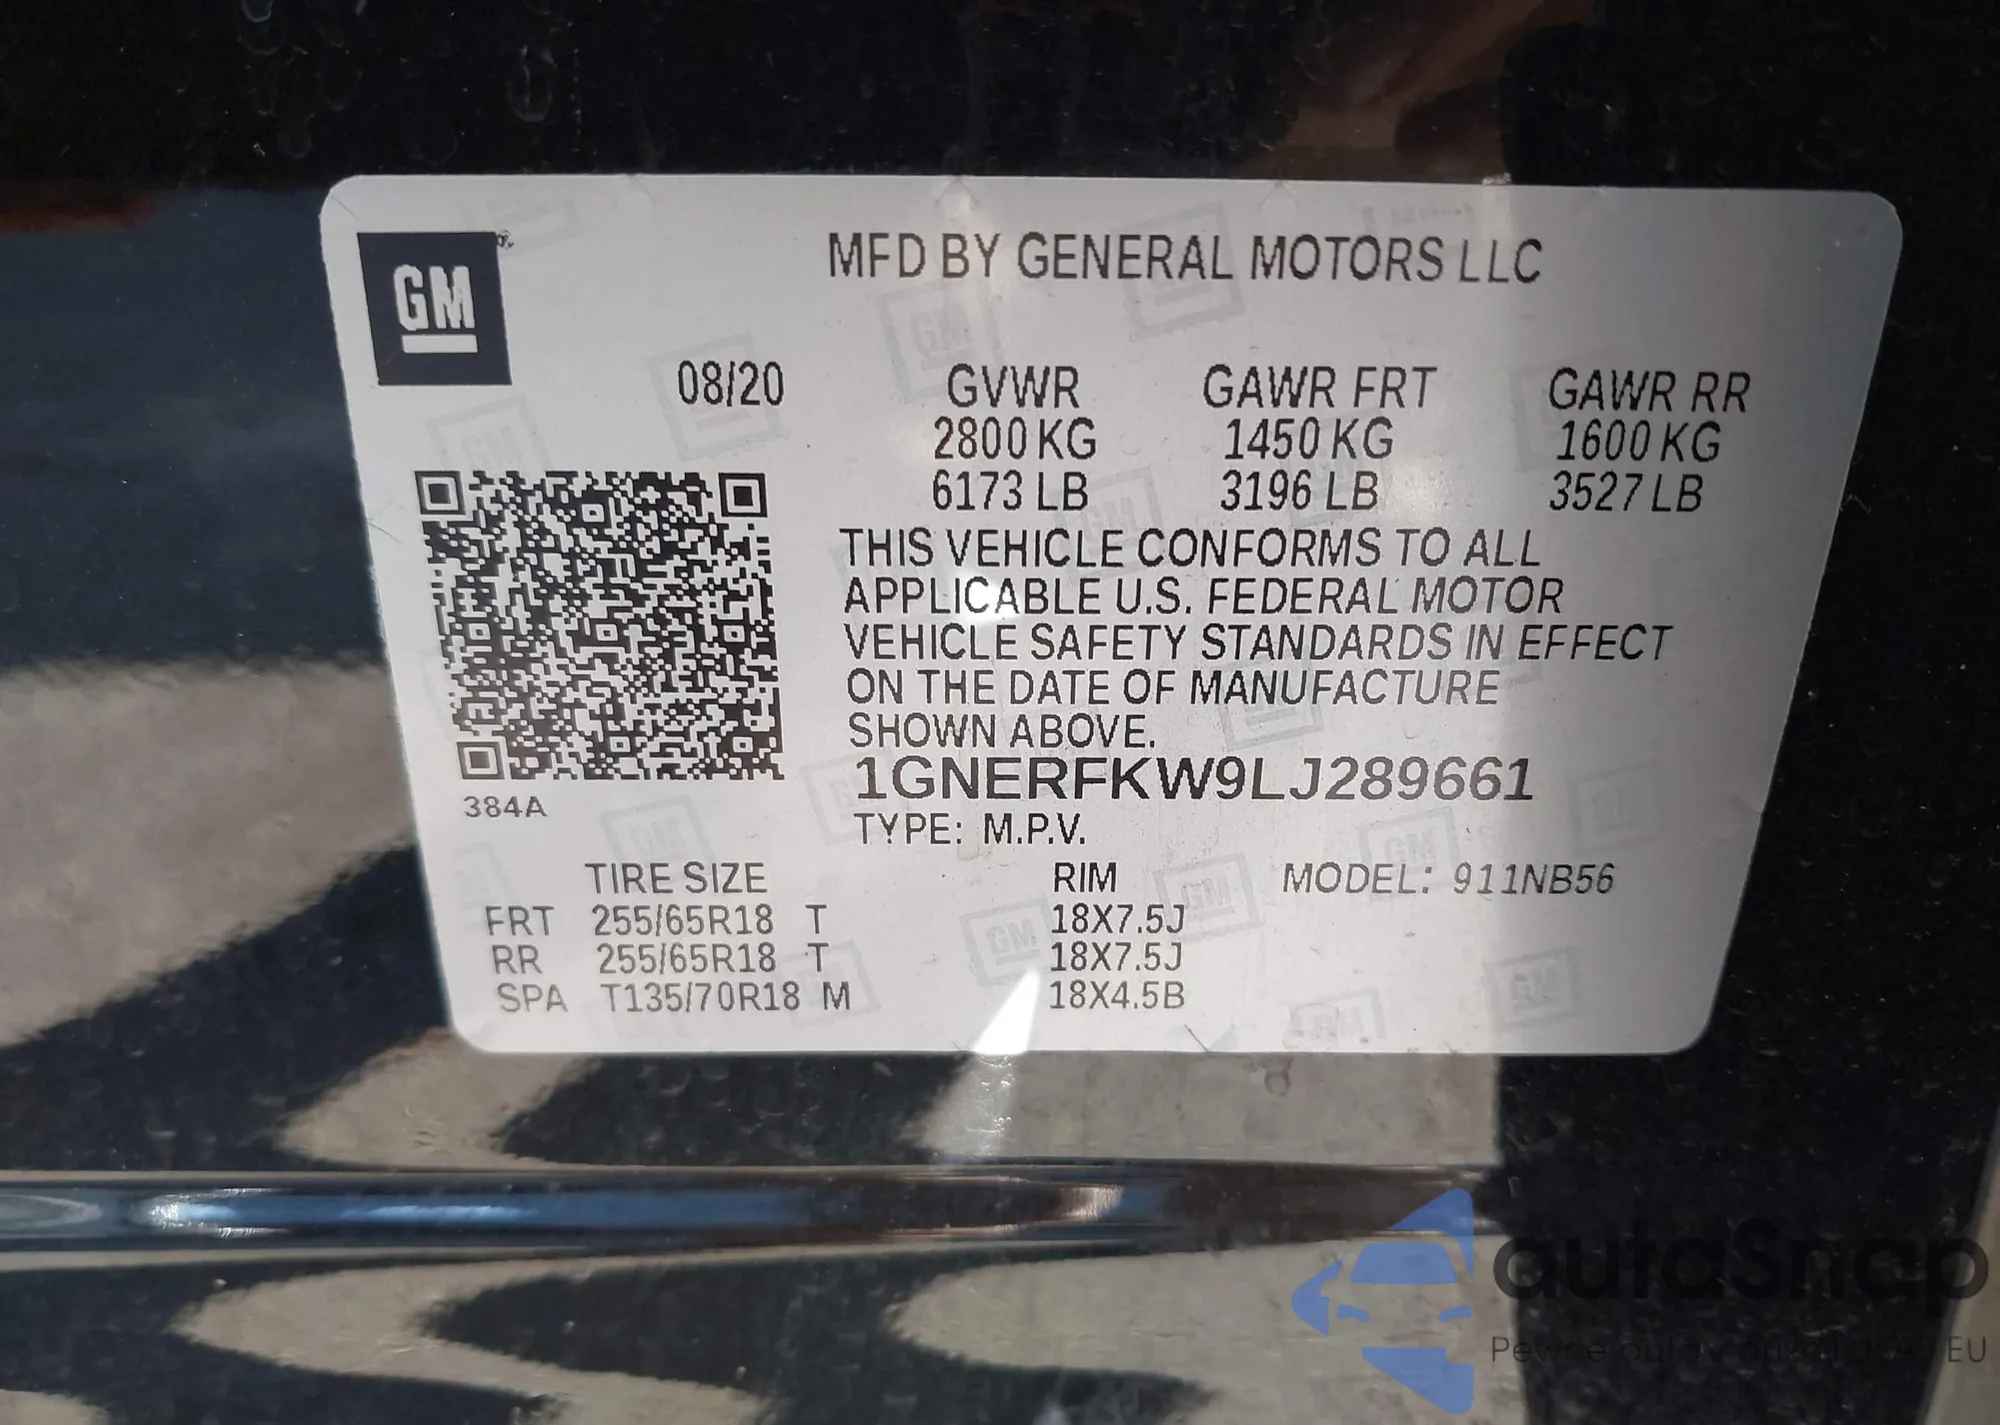 GM
MFD BY GENERAL MOTORS LLC
08/20 GVWR GAWR FRT GAWR RR
2800 KG 1450 KG 1600 KG
6173 LB 3196 LB 3527 LB
THIS VEHICLE CONFORMS TO ALL
APPLICABLE U.S. FEDERAL MOTOR
VEHICLE SAFETY STANDARDS IN EFFECT
ON THE DATE OF MANUFACTURE
SHOWN ABOVE.
1GNERFKW9LJ289661
384A
TYPE: M.P.V.
TIRE SIZE RIM MODEL: 911NB56
FRT 255/65R18 T 18X7.5J
RR 255/65R18 T 18X7.5J
SPA T135/70R18 M 18X4.5B
autaSnap
EU